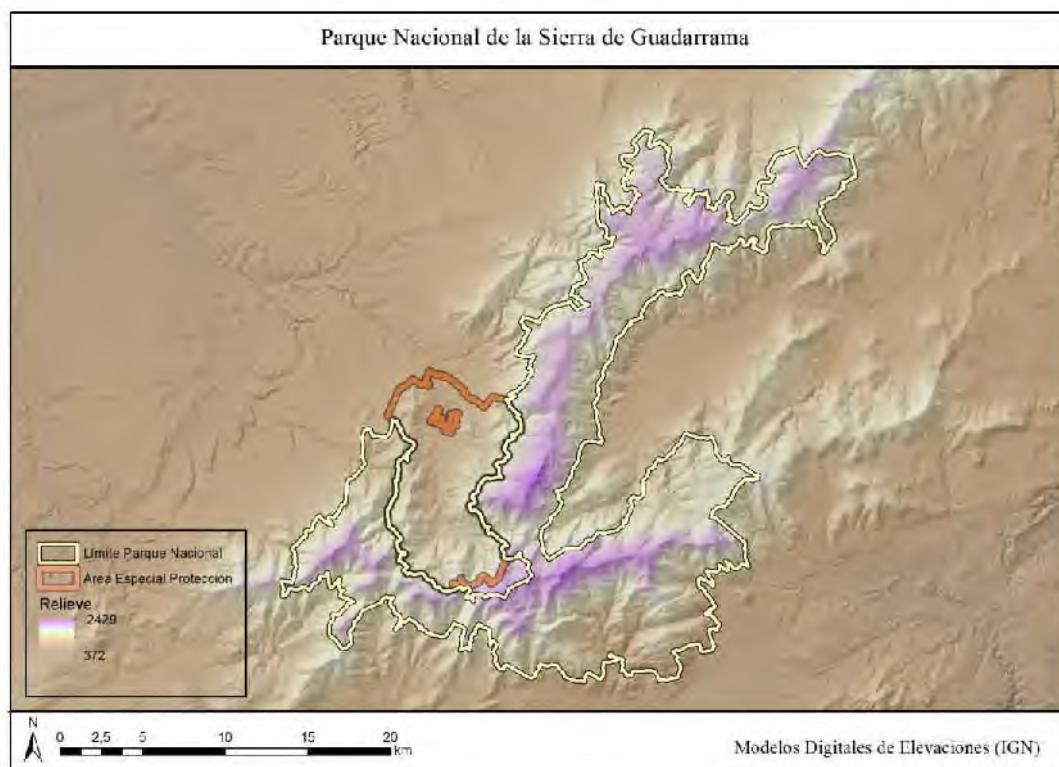 Parque Nacional de la Sierra de Guadarrama
Límite Parque Nacional
Área Especial Protección
Relieve
2429
372
N
0 2,5 5 10 15 20
km
Modelos Digitales de Elevaciones (IGN)